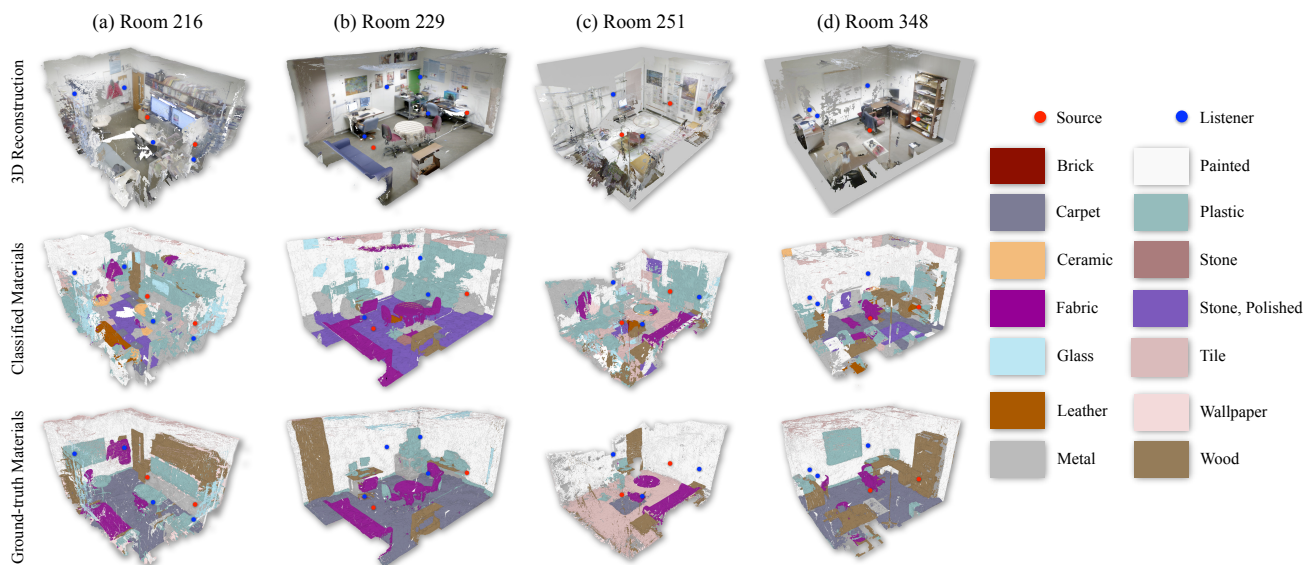 (a) Room 216
(b) Room 229
(c) Room 251
(d) Room 348
3D Reconstruction
Classified Materials
Ground-truth Materials
Source
Listener
Brick
Painted
Carpet
Plastic
Ceramic
Stone
Fabric
Stone, Polished
Glass
Tile
Leather
Wallpaper
Metal
Wood